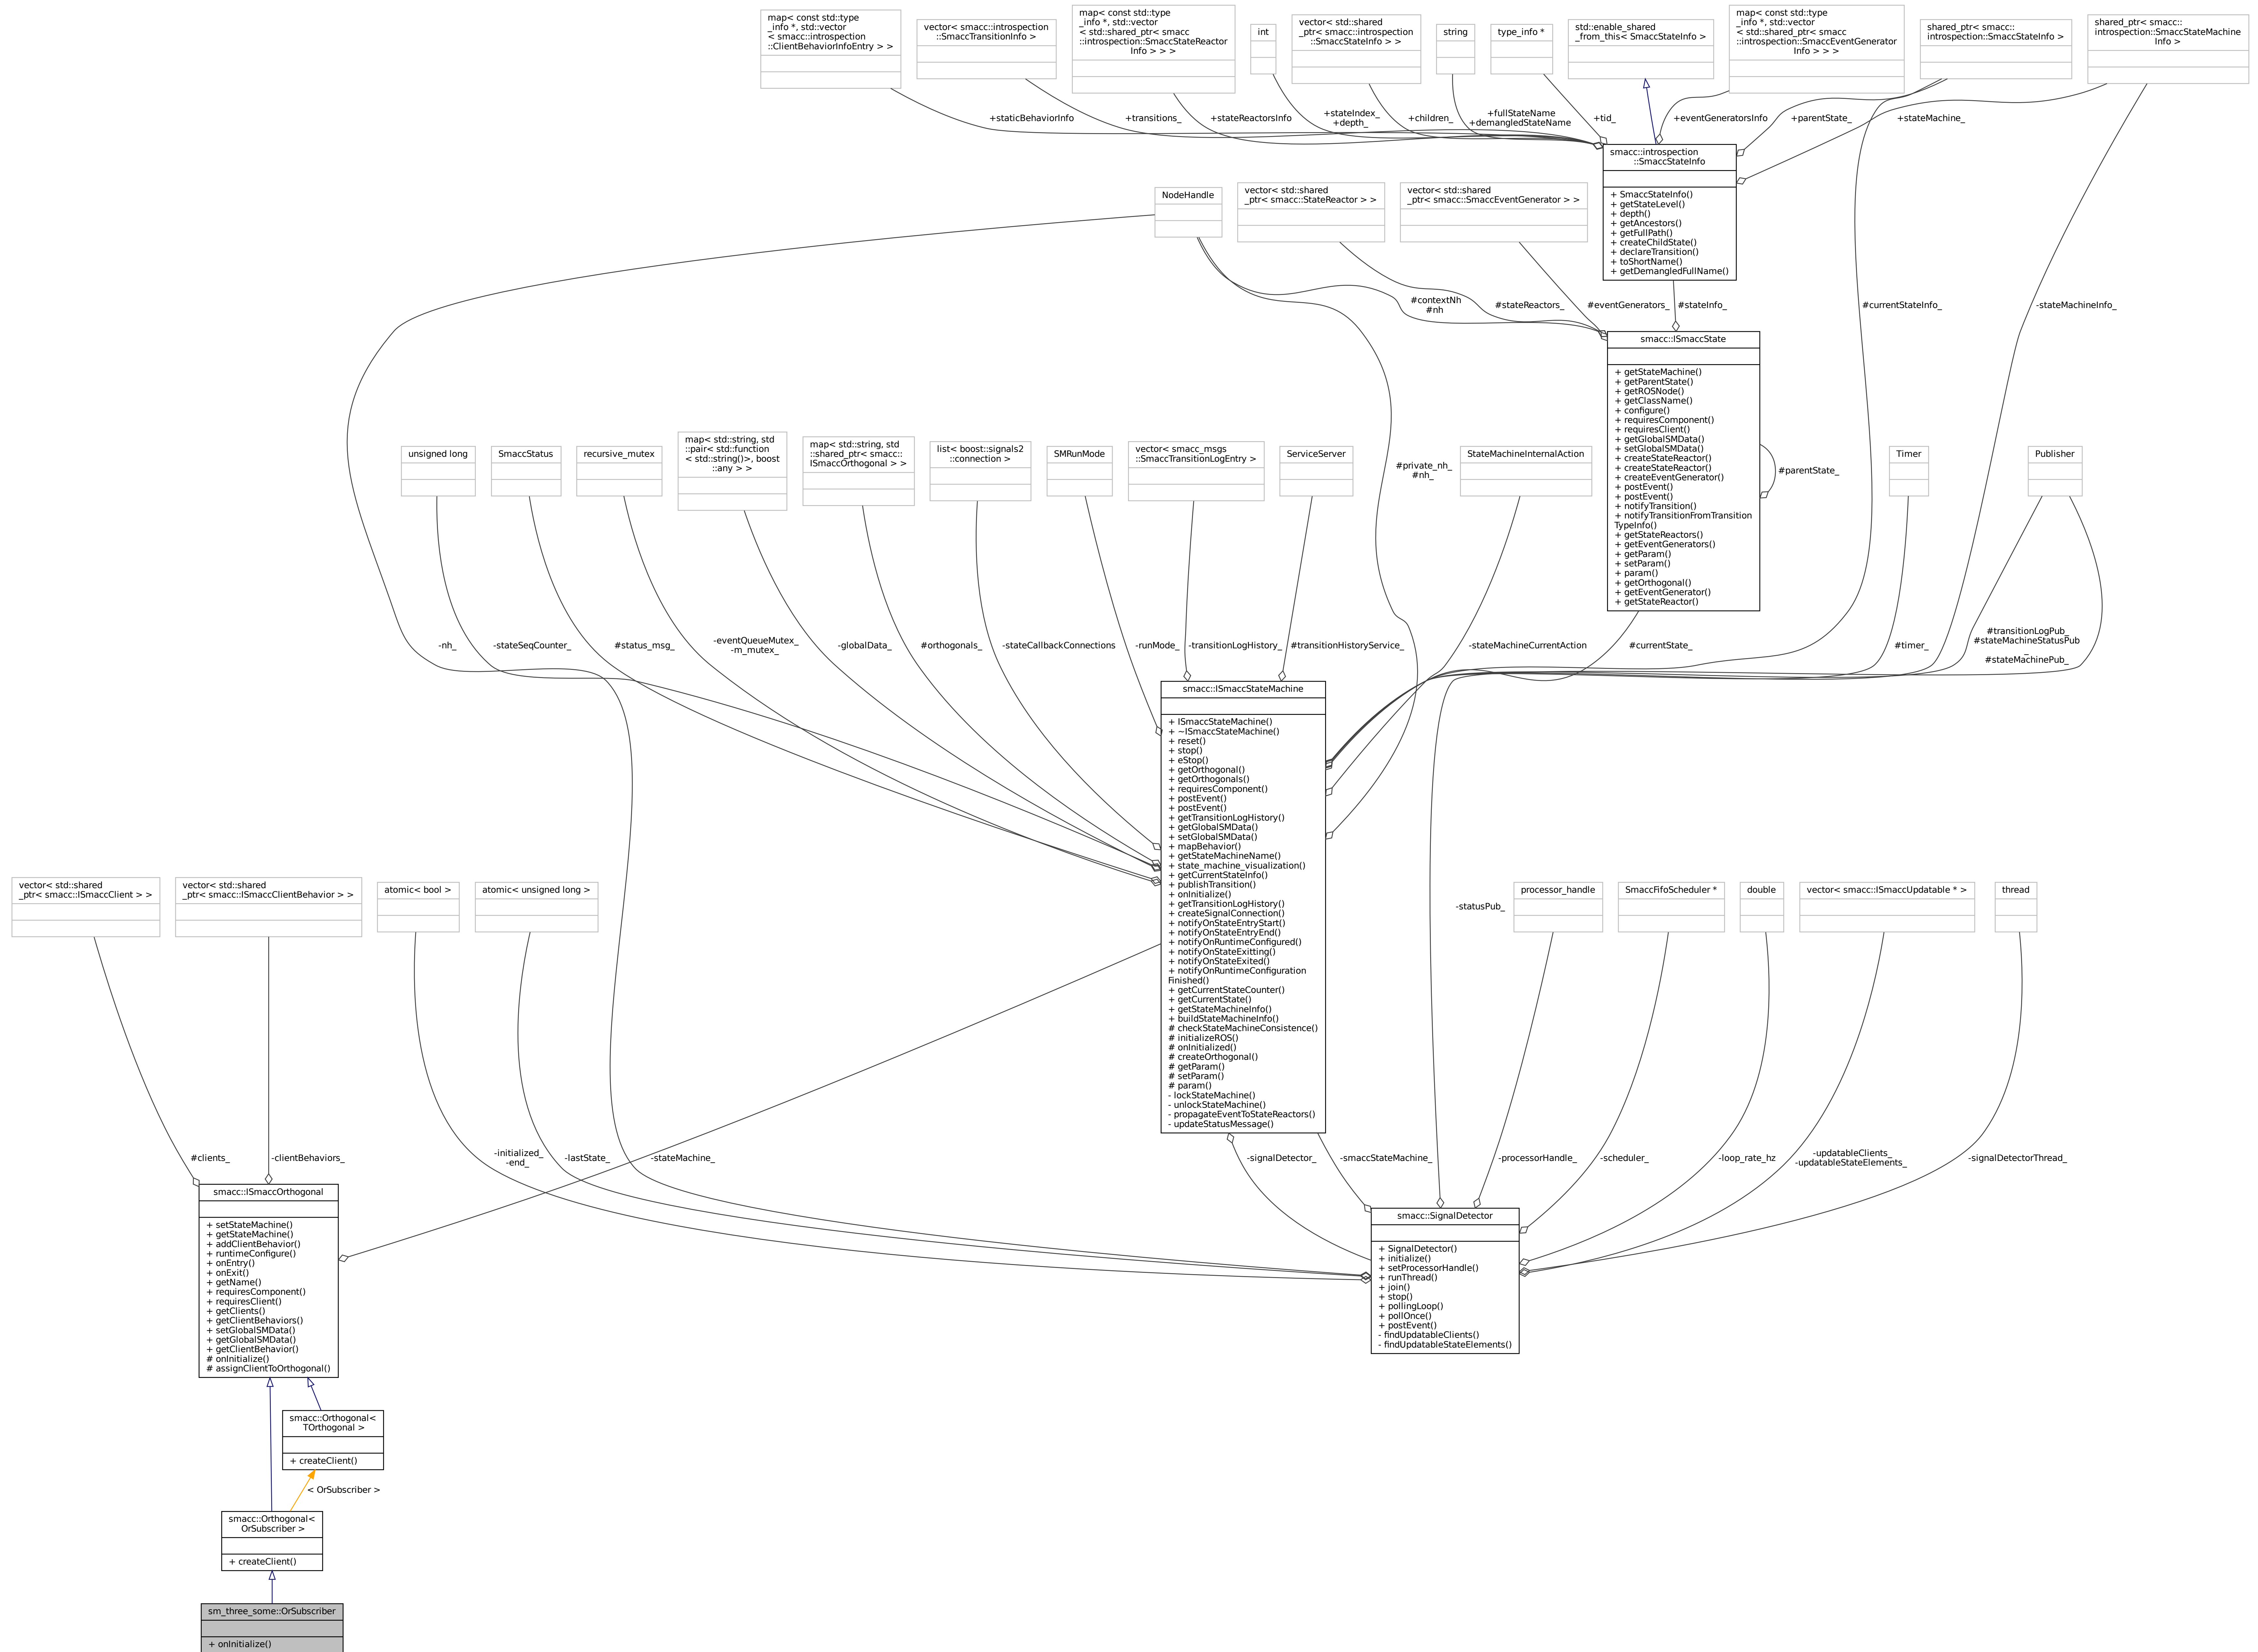 map< const std::type
_info *, std::vector
< smacc::introspection
::ClientBehaviorInfoEntry > >
vector< smacc::introspection
::SmaccTransitionInfo >
map< const std::type
_info *, std::vector
< std::shared_ptr< smacc
::introspection::SmaccStateReactor
Info > > >
int
vector< std::shared
_ptr< smacc::introspection
::SmaccStateInfo > >
string
type_info *
std::enable_shared
_from_this< SmaccStateInfo >
map< const std::type
_info *, std::vector
< std::shared_ptr< smacc
::introspection::SmaccEventGenerator
Info > > >
shared_ptr< smacc::
introspection::SmaccStateInfo >
shared_ptr< smacc::
introspection::SmaccStateMachine
Info >
+staticBehaviorInfo
+transitions_
+stateReactorsInfo
+stateIndex_
+depth_
+children_
+fullStateName
+demangledStateName
+tid_
+eventGeneratorsInfo
+parentState_
+stateMachine_
smacc::introspection
::SmaccStateInfo
+ SmaccStateInfo()
+ getStateLevel()
+ depth()
+ getAncestors()
+ getFullPath()
+ createChildState()
+ declareTransition()
+ toShortName()
+ getDemangledFullName()
NodeHandle
vector< std::shared
_ptr< smacc::StateReactor > >
vector< std::shared
_ptr< smacc::SmaccEventGenerator > >
#contextNh
#nh
#stateReactors_
#eventGenerators_
#stateInfo_
#currentStateInfo_
-stateMachineInfo_
smacc::ISmaccState
+ getStateMachine()
+ getParentState()
+ getROSNode()
+ getClassName()
+ configure()
+ requiresComponent()
+ requiresClient()
+ getGlobalSMData()
+ setGlobalSMData()
+ createStateReactor()
+ createStateReactor()
+ createEventGenerator()
+ postEvent()
+ postEvent()
+ notifyTransition()
+ notifyTransitionFromTransition
TypeInfo()
+ getStateReactors()
+ getEventGenerators()
+ getParam()
+ setParam()
+ param()
+ getOrthogonal()
+ getEventGenerator()
+ getStateReactor()
#parentState_
#private_nh_
#nh_
unsigned long
SmaccStatus
recursive_mutex
map< std::string, std
::pair< std::function
< std::string()>, boost
::any > >
map< std::string, std
::shared_ptr< smacc::
ISmaccOrthogonal > >
list< boost::signals2
::connection >
SMRunMode
vector< smacc_msgs
::SmaccTransitionLogEntry >
ServiceServer
StateMachineInternalAction
Timer
Publisher
-nh_
-stateSeqCounter_
#status_msg_
-eventQueueMutex_
-m_mutex_
-globalData_
#orthogonals_
-stateCallbackConnections
-runMode_
-transitionLogHistory_
#transitionHistoryService_
-stateMachineCurrentAction
#currentState_
#timer_
#transitionLogPub_
#stateMachineStatusPub
_
#stateMachinePub_
smacc::ISmaccStateMachine
+ ISmaccStateMachine()
+ ~ISmaccStateMachine()
+ reset()
+ stop()
+ eStop()
+ getOrthogonal()
+ getOrthogonals()
+ requiresComponent()
+ postEvent()
+ postEvent()
+ getTransitionLogHistory()
+ getGlobalSMData()
+ setGlobalSMData()
+ mapBehavior()
+ getStateMachineName()
+ state_machine_visualization()
+ getCurrentStateInfo()
+ publishTransition()
+ onInitialize()
+ getTransitionLogHistory()
+ createSignalConnection()
+ notifyOnStateEntryStart()
+ notifyOnStateEntryEnd()
+ notifyOnRuntimeConfigured()
+ notifyOnStateExitting()
+ notifyOnStateExited()
+ notifyOnRuntimeConfiguration
Finished()
+ getCurrentStateCounter()
+ getCurrentState()
+ getStateMachineInfo()
+ buildStateMachineInfo()
# checkStateMachineConsistence()
# initializeROS()
# onInitialized()
# createOrthogonal()
# getParam()
# setParam()
# param()
- lockStateMachine()
- unlockStateMachine()
- propagateEventToStateReactors()
- updateStatusMessage()
vector< std::shared
_ptr< smacc::ISmaccClient > >
vector< std::shared
_ptr< smacc::ISmaccClientBehavior > >
atomic< bool >
atomic< unsigned long >
-statusPub_
processor_handle
SmaccFifoScheduler *
double
vector< smacc::ISmaccUpdatable * >
thread
#clients_
-clientBehaviors_
-initialized_
-end_
-lastState_
-stateMachine_
-signalDetector_
-smaccStateMachine_
-processorHandle_
-scheduler_
-loop_rate_hz
-updatableClients_
-updatableStateElements_
-signalDetectorThread_
smacc::ISmaccOrthogonal
+ setStateMachine()
+ getStateMachine()
+ addClientBehavior()
+ runtimeConfigure()
+ onEntry()
+ onExit()
+ getName()
+ requiresComponent()
+ requiresClient()
+ getClients()
+ getClientBehaviors()
+ setGlobalSMData()
+ getGlobalSMData()
+ getClientBehavior()
# onInitialize()
# assignClientToOrthogonal()
smacc::SignalDetector
+ SignalDetector()
+ initialize()
+ setProcessorHandle()
+ runThread()
+ join()
+ stop()
+ pollingLoop()
+ pollOnce()
+ postEvent()
- findUpdatableClients()
- findUpdatableStateElements()
smacc::Orthogonal<
TOrthogonal >
+ createClient()
< OrSubscriber >
smacc::Orthogonal<
OrSubscriber >
+ createClient()
sm_three_some::OrSubscriber
+ onInitialize()